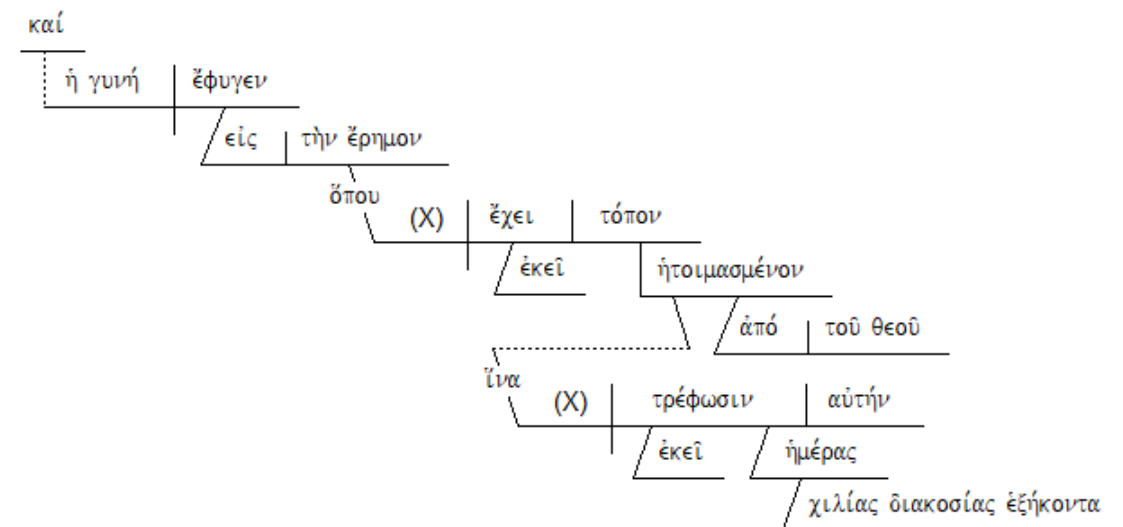 καί
ἡ γυνή ἔφυγεν
εἰς τὴν ἔρημον
ὅπου (X) ἔχει τόπον
ἐκεῖ ἡτοιμασμένον
ἀπό τοῦ θεοῦ
ἵνα (X) τρέφωσιν αὐτήν
ἐκεῖ ἡμέρας
χιλίας διακοσίας ἑξήκοντα